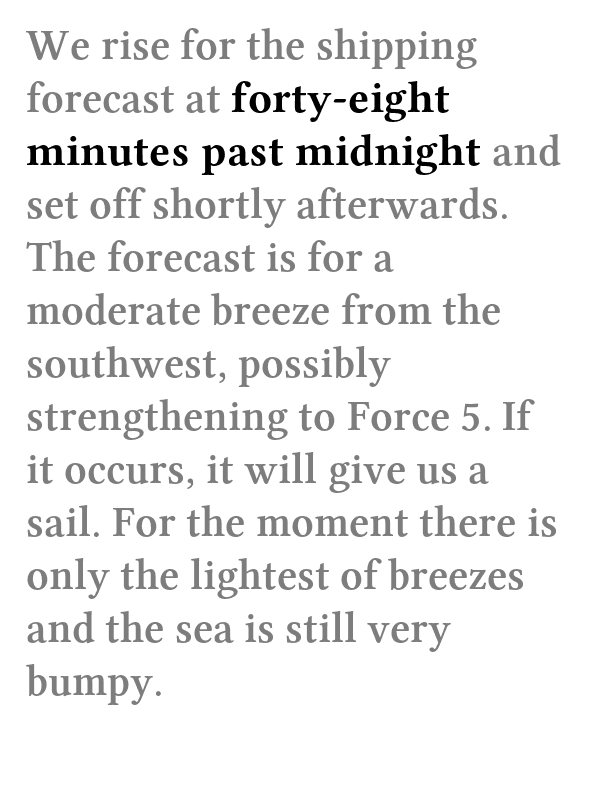 We rise for the shipping
forecast at forty-eight
minutes past midnight and
set off shortly afterwards.
The forecast is for a
moderate breeze from the
southwest, possibly
strengthening to Force 5. If
it occurs, it will give us a
sail. For the moment there is
only the lightest of breezes
and the sea is still very
bumpy.